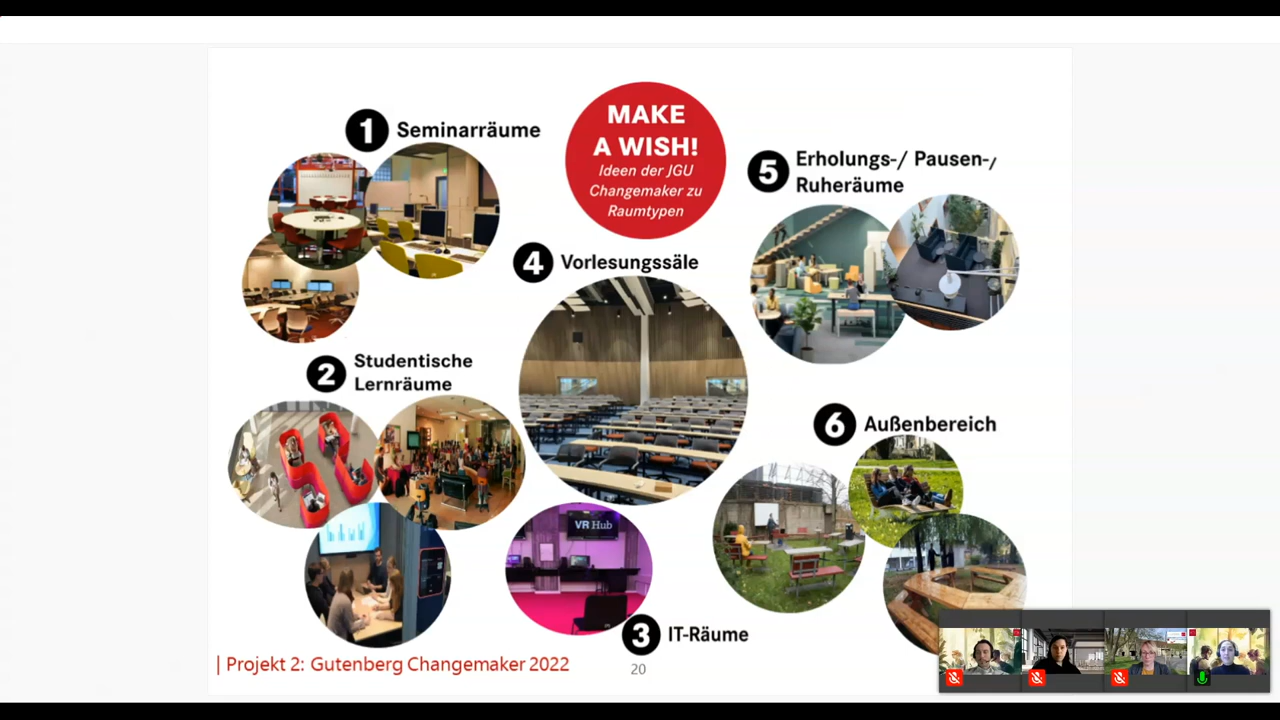 MAKE
A WISH!
Ideen der JGU
Changemaker zu
Raumtypen
1 Seminarräume
2 Studentische
Lernräume
VR Hub
3 IT-Räume
4 Vorlesungssäle
5 Erholungs-/ Pausen-/
Ruheräume
6 Außenbereich
| Projekt 2: Gutenberg Changemaker 2022
20